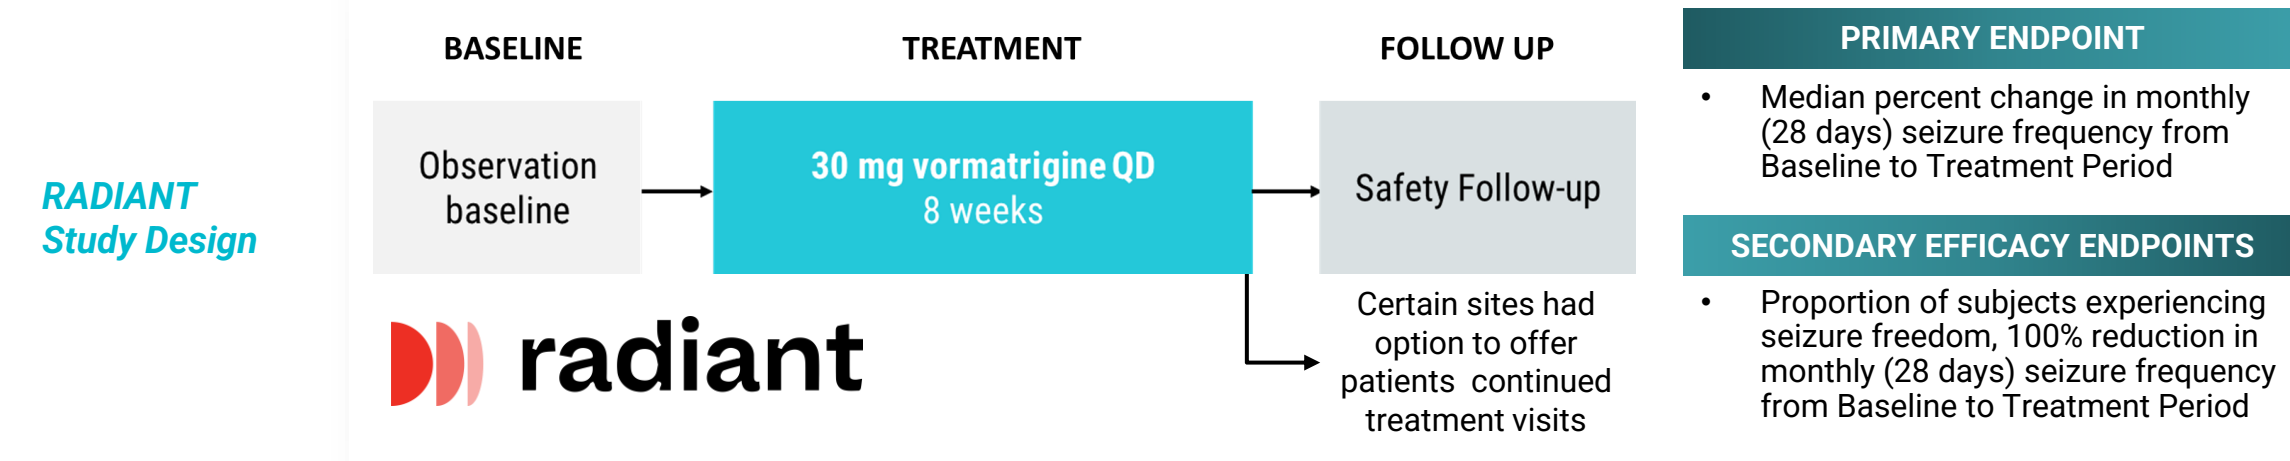 RADIANT
Study Design
BASELINE
Observation
baseline
TREATMENT
30 mg vormatrigine QD
8 weeks
FOLLOW UP
Safety Follow-up
Certain sites had
option to offer
patients continued
treatment visits
radiant
PRIMARY ENDPOINT
• Median percent change in monthly
(28 days) seizure frequency from
Baseline to Treatment Period
SECONDARY EFFICACY ENDPOINTS
• Proportion of subjects experiencing
seizure freedom, 100% reduction in
monthly (28 days) seizure frequency
from Baseline to Treatment Period